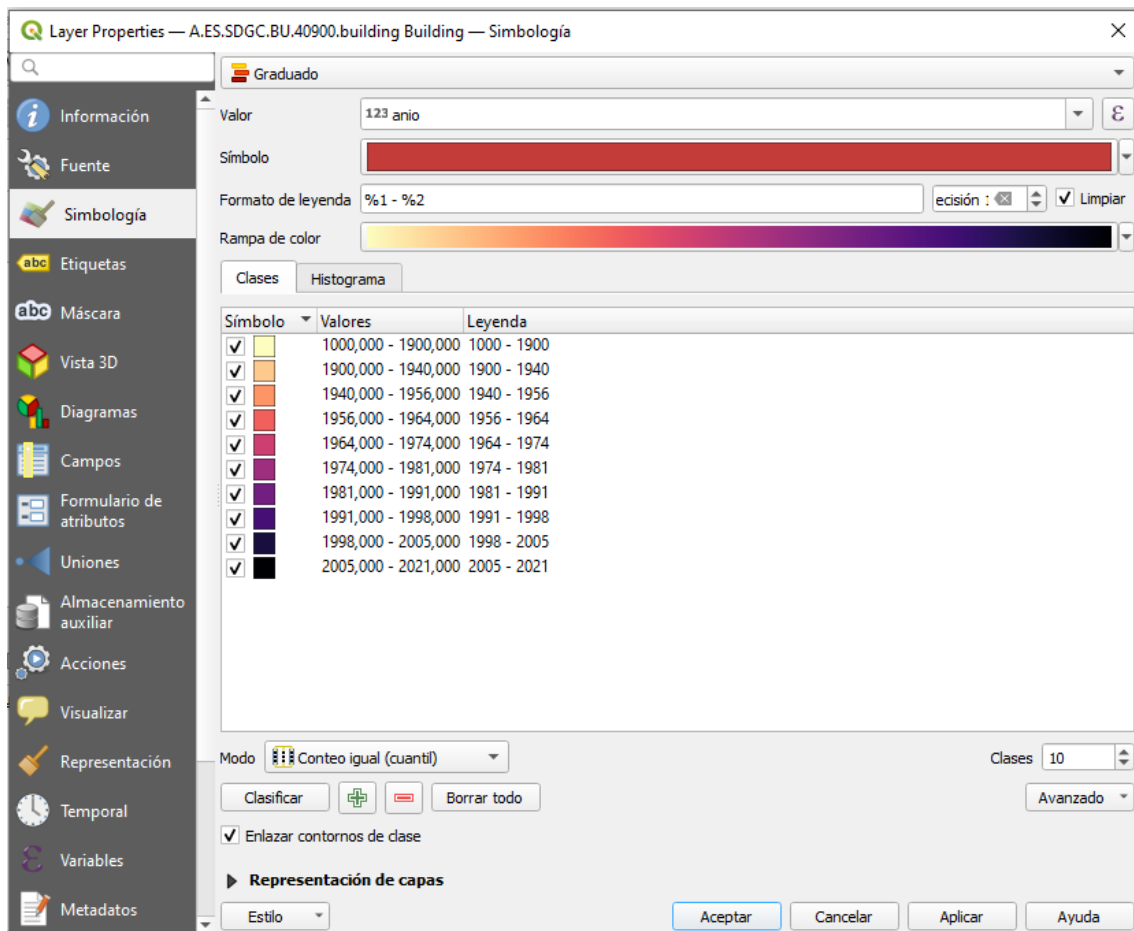 Layer Properties — A.ES.SDGC.BU.40900.building Building — Simbología
Graduado
Información
Fuente
Simbología
Etiquetas
Máscara
Vista 3D
Diagramas
Campos
Formulario de
atributos
Uniones
Almacenamiento
auxiliar
Acciones
Visualizar
Representación
Temporal
Variables
Metadatos
Valor 123 anio ε
Símbolo
Formato de leyenda %1 - %2 ecisión : Limpiar
Rampa de color
Clases Histograma
Símbolo Valores Leyenda
1000,000 - 1900,000 1000 - 1900
1900,000 - 1940,000 1900 - 1940
1940,000 - 1956,000 1940 - 1956
1956,000 - 1964,000 1956 - 1964
1964,000 - 1974,000 1964 - 1974
1974,000 - 1981,000 1974 - 1981
1981,000 - 1991,000 1981 - 1991
1991,000 - 1998,000 1991 - 1998
1998,000 - 2005,000 1998 - 2005
2005,000 - 2021,000 2005 - 2021
Modo Conteo igual (cuantil) Clases 10
Clasificar Borrar todo Avanzado
Enlazar contornos de clase
Representación de capas
Estilo Aceptar Cancelar Aplicar Ayuda